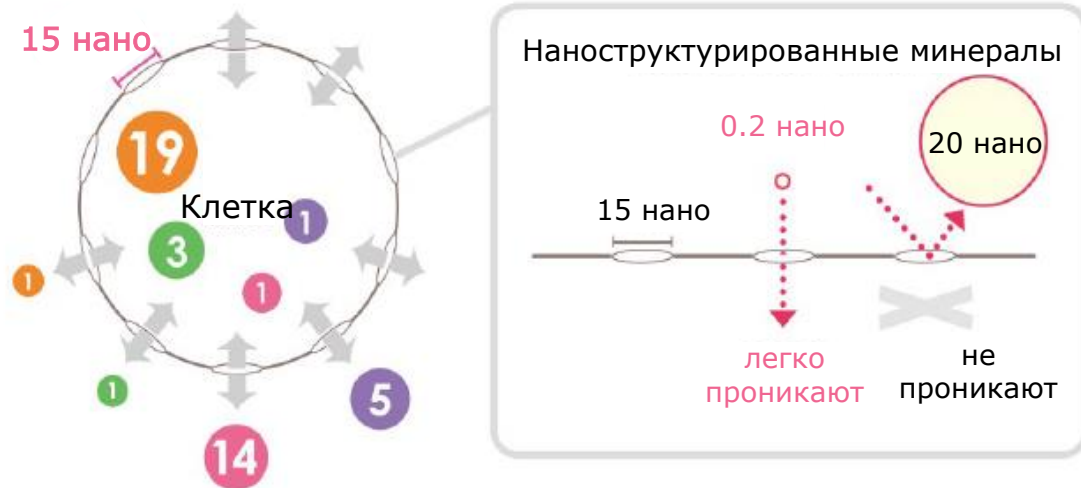 15 нано
19
Клетка
1
3
1
1
1
5
14
Наноструктурированные минералы
0.2 нано
20 нано
15 нано
легко
проникают
не
проникают